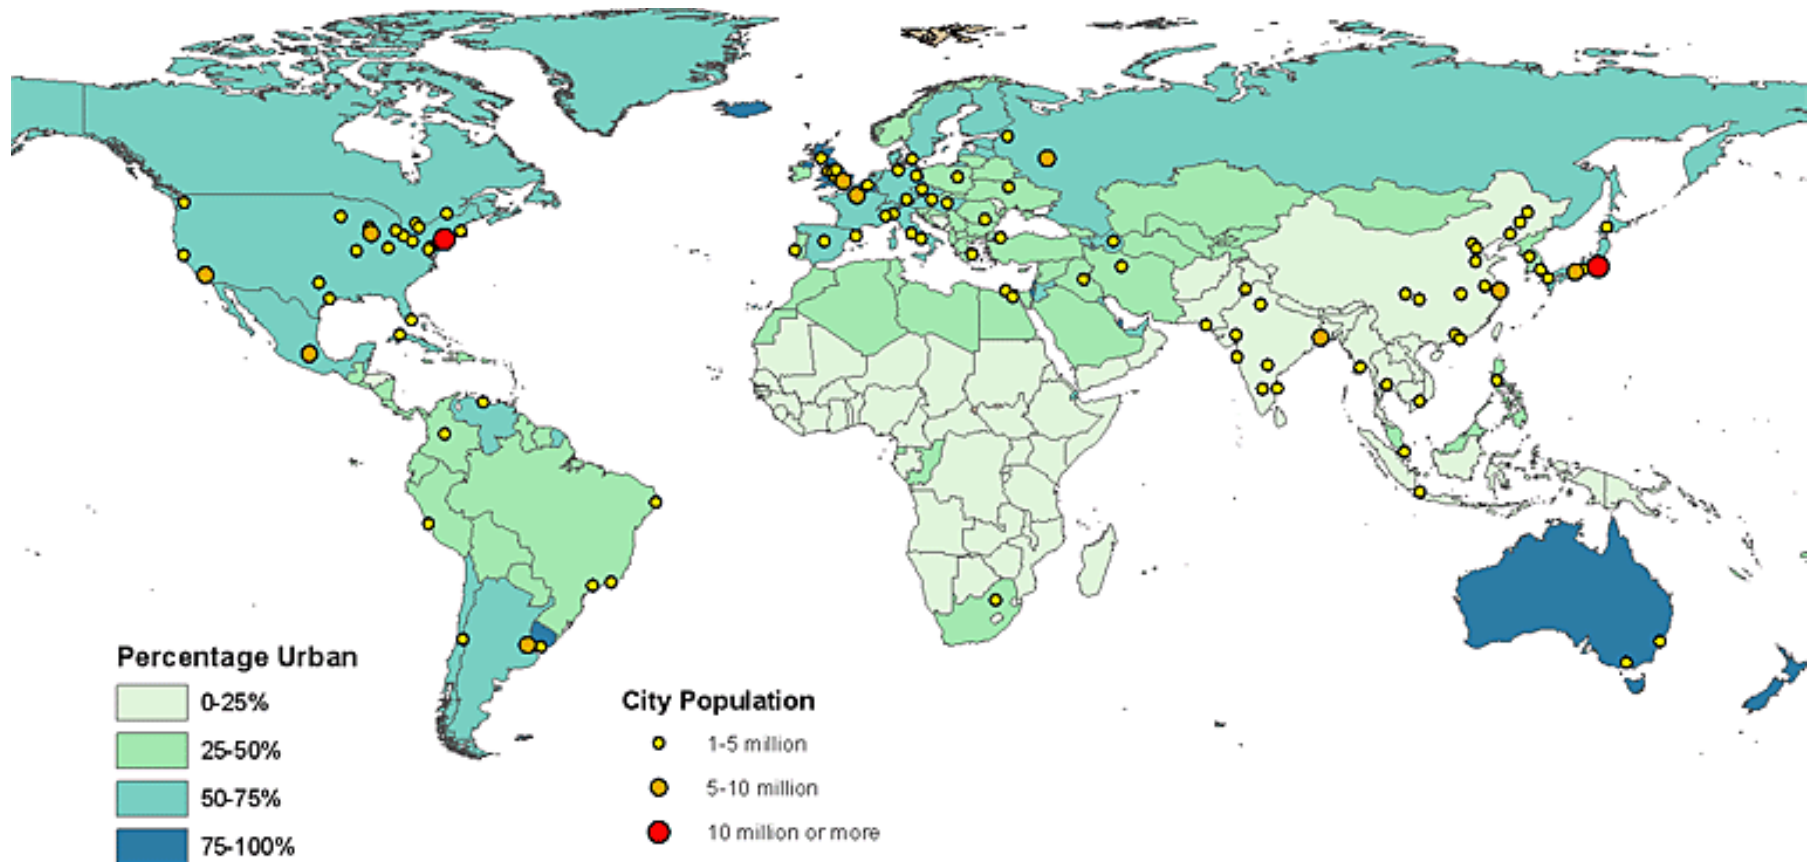 Percentage Urban
0-25%
25-50%
50-75%
75-100%
City Population
1-5 million
5-10 million
10 million or more